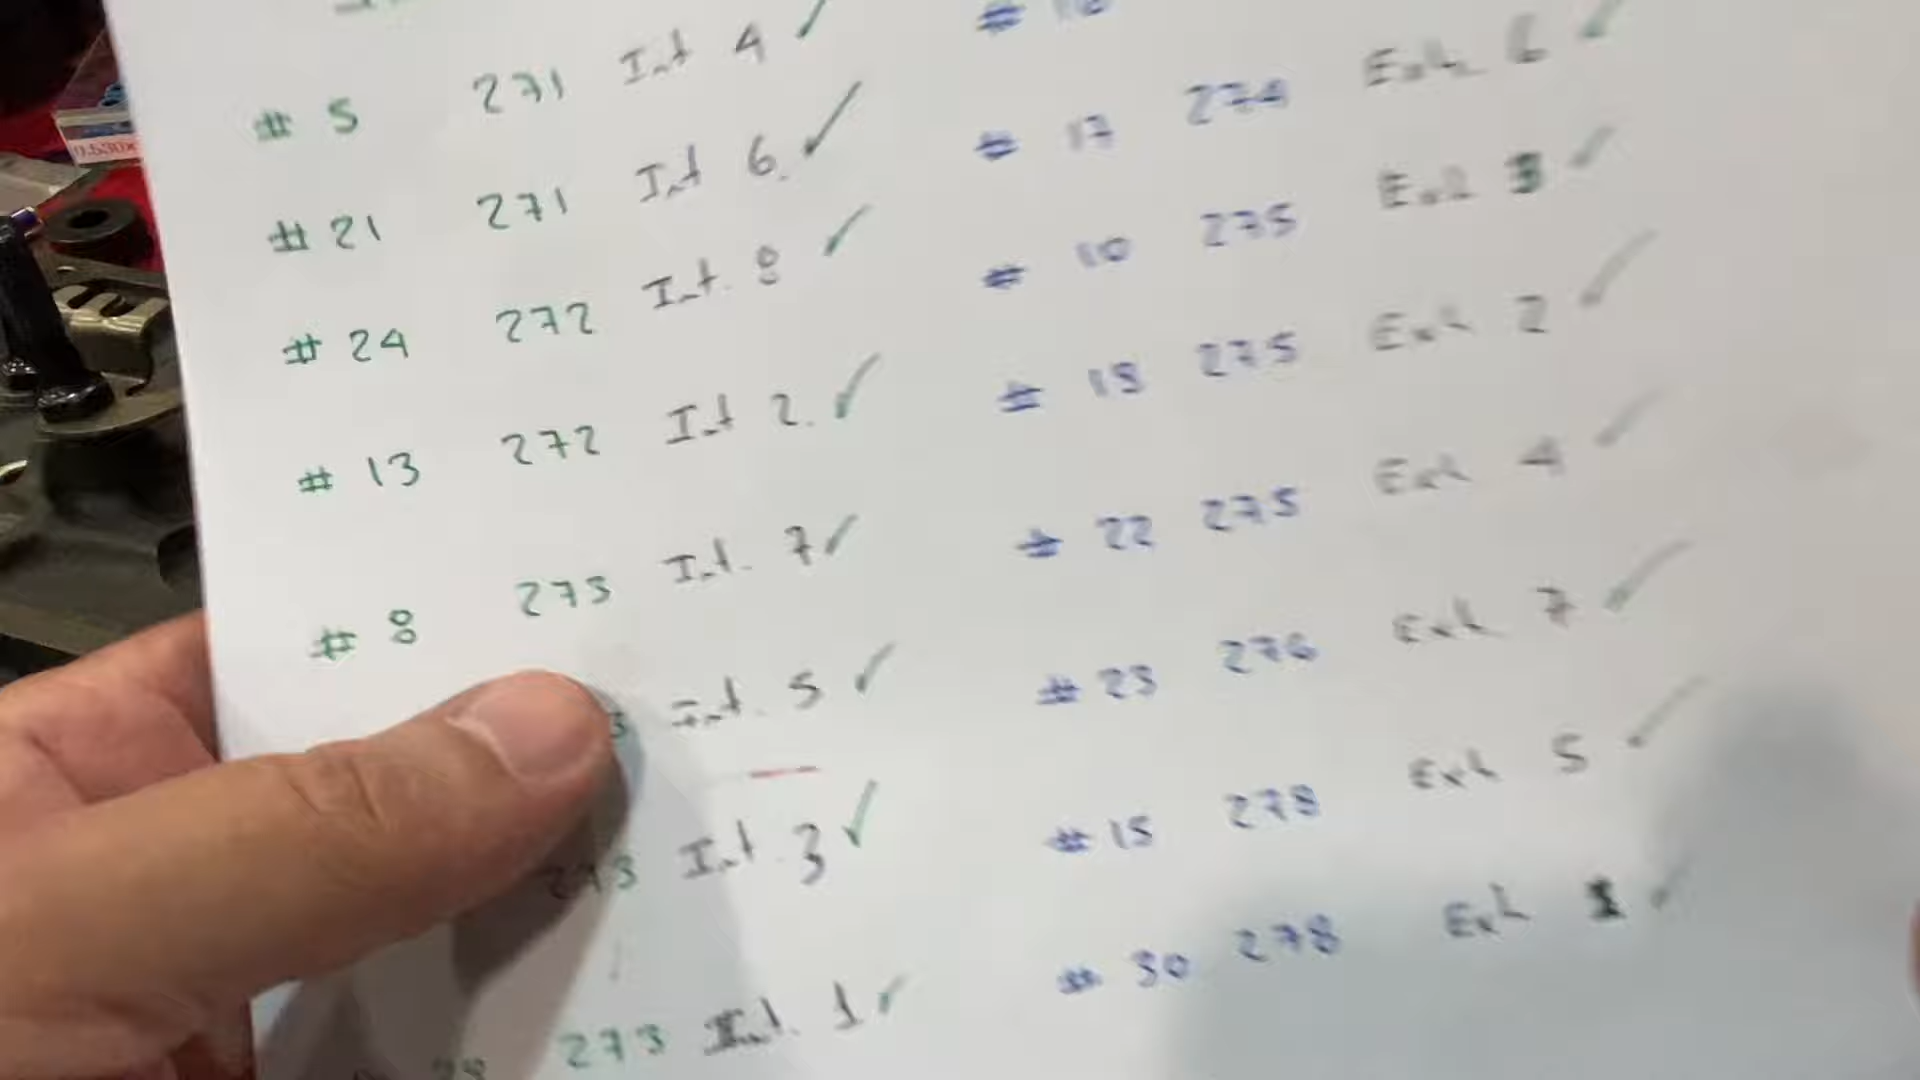 # 5 271 Int 4 ✓
# 21 271 Int 6. ✓
# 24 272 Int. 8 ✓
# 13 272 Int 2. ✓
# 8 273 Int. 7 ✓
Int. 5 ✓
273 Int. 3 ✓
273 Int. 1 ✓
# 17 274 Exh 6 ✓
# 10 275 Exh 3 ✓
# 18 275 Exh 2 ✓
# 22 275 Exh 4 ✓
# 23 276 Exh 7 ✓
# 15 278 Exh 5 ✓
# 30 278 Exh 1 ✓